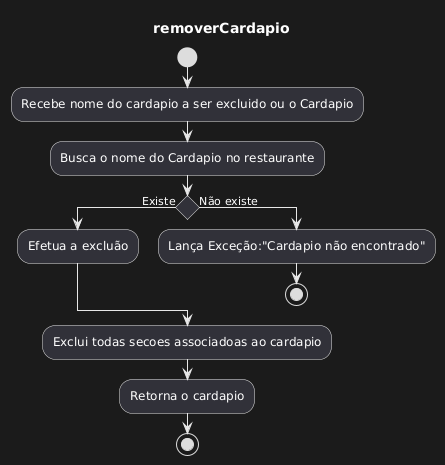 removerCardapio
Recebe nome do cardapio a ser excluido ou o Cardapio
Busca o nome do Cardapio no restaurante
Existe
Não existe
Efetua a excluão
Lança Exceção:"Cardapio não encontrado"
Exclui todas secoes associadoas ao cardapio
Retorna o cardapio